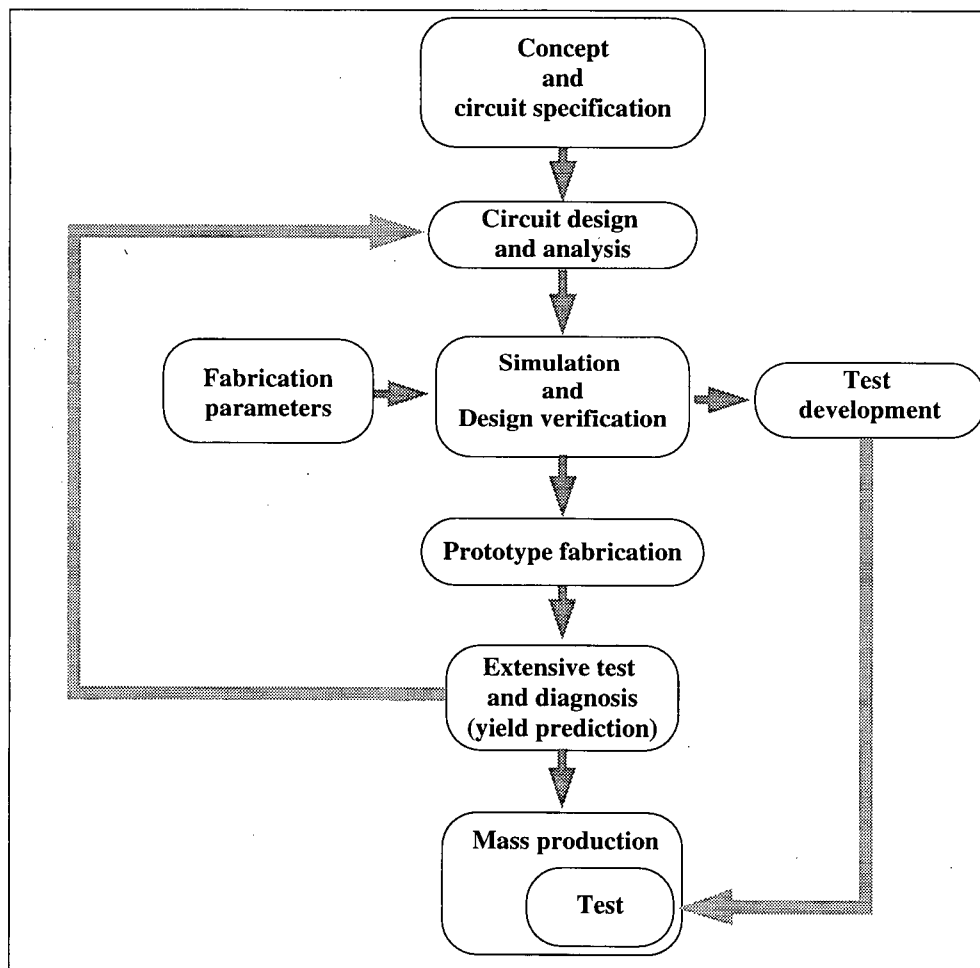 Concept
and
circuit specification
Circuit design
and analysis
Fabrication
parameters
Simulation
and
Design verification
Test
development
Prototype fabrication
Extensive test
and diagnosis
(yield prediction)
Mass production
Test